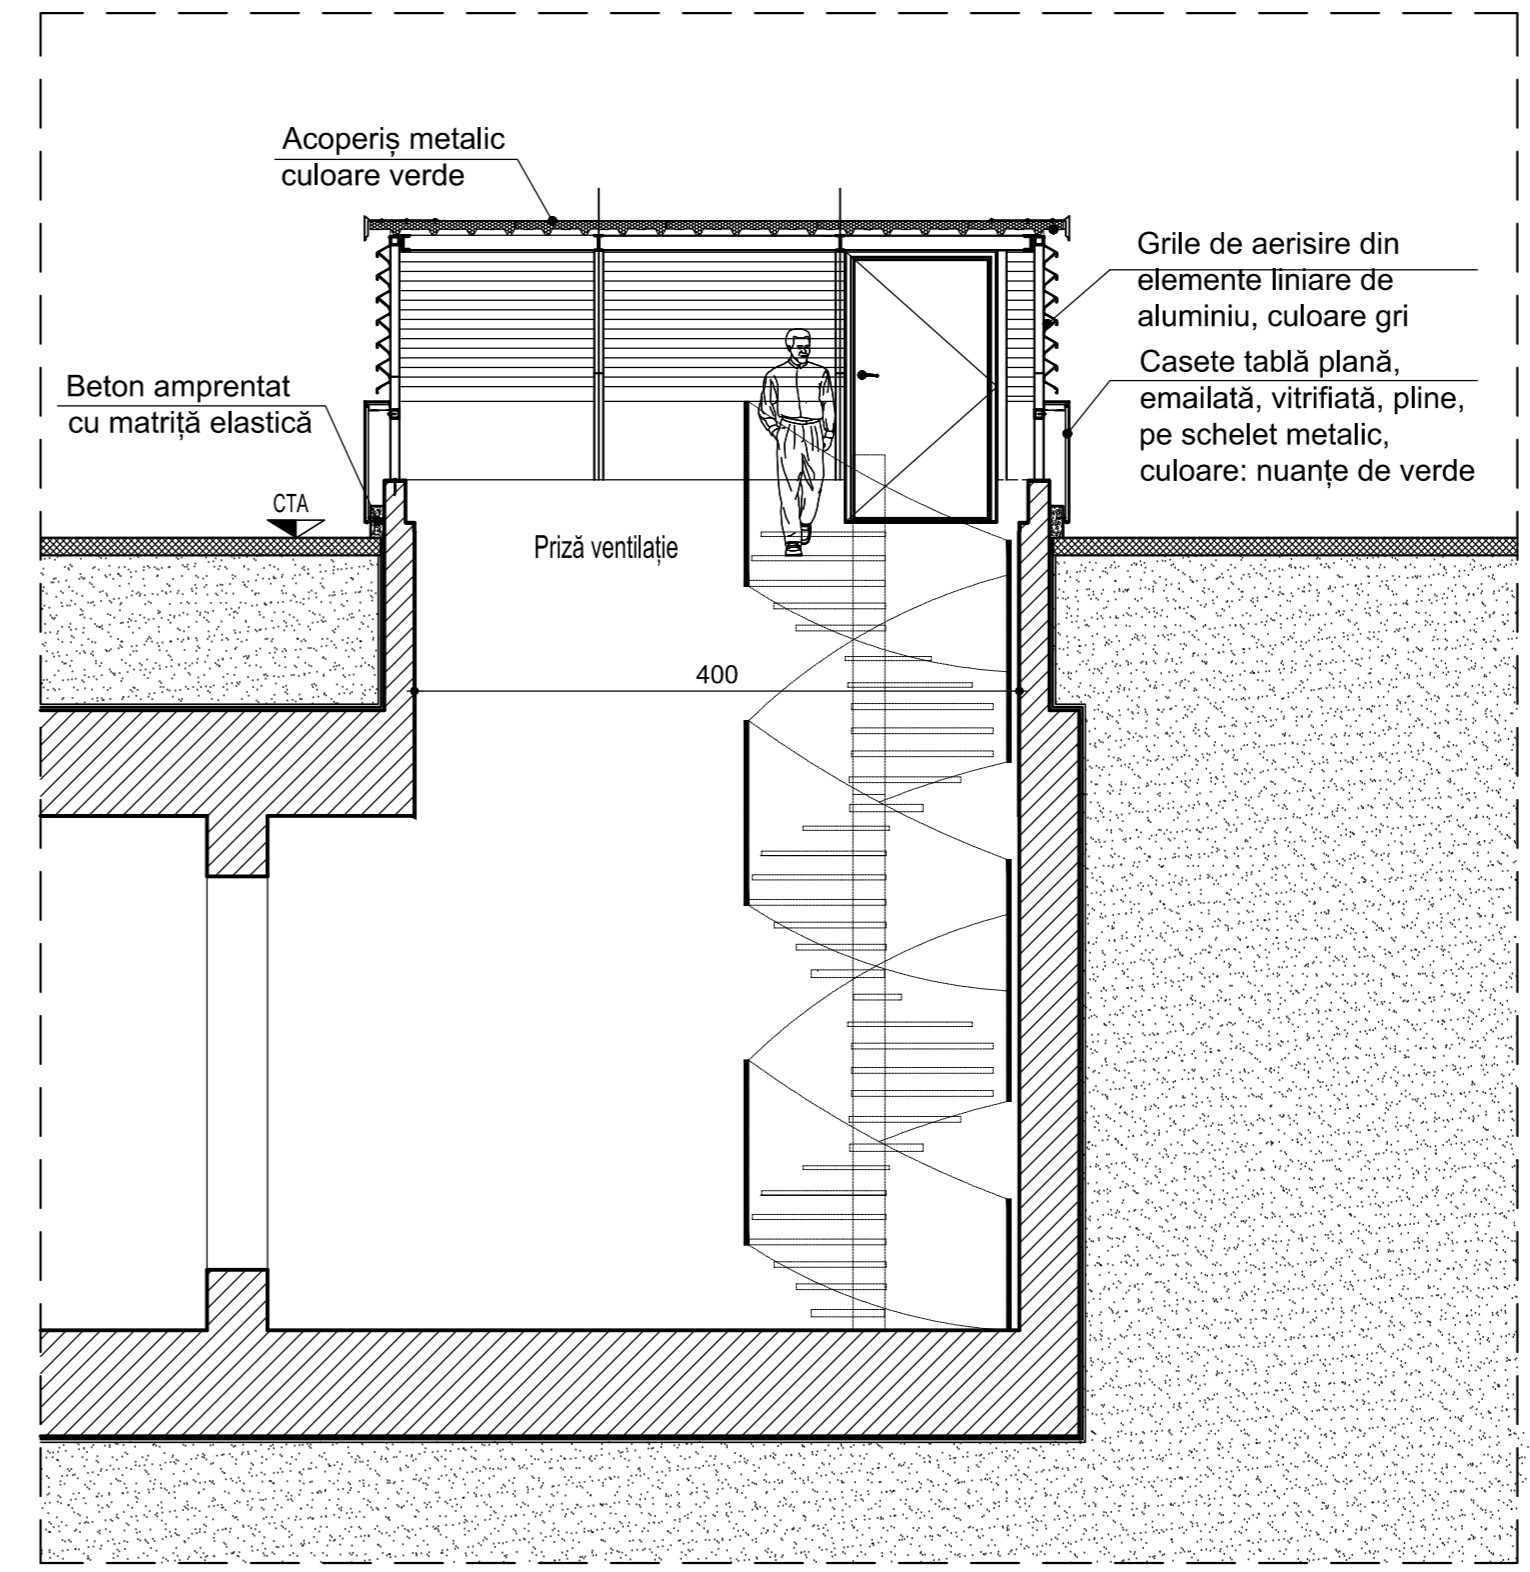 Acoperiș metalic
culoare verde
Grile de aerisire din
elemente liniare de
aluminiu, culoare gri
Casete tablă plană,
emailată, vitrifiată, pline,
pe schelet metalic,
culoare: nuanțe de verde
Beton amprentat
cu matriță elastică
CTA
Priză ventilație
400